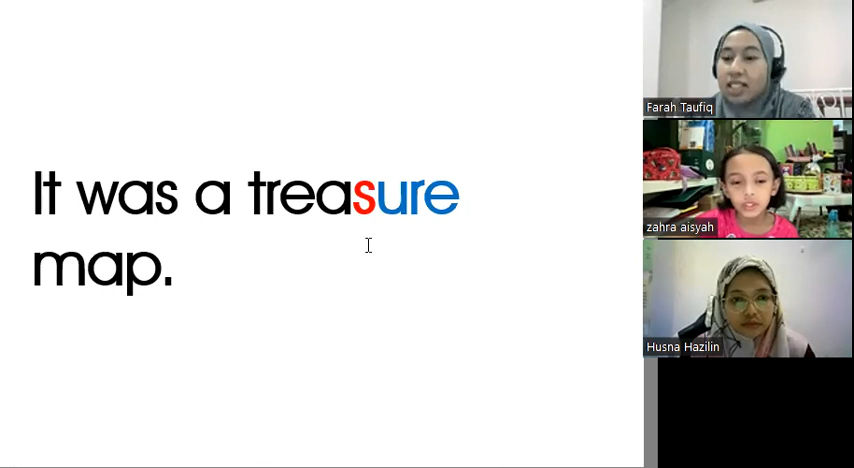 It was a treasure
map.
Farah Taufiq
zahra aisyah
Husna Hazilin